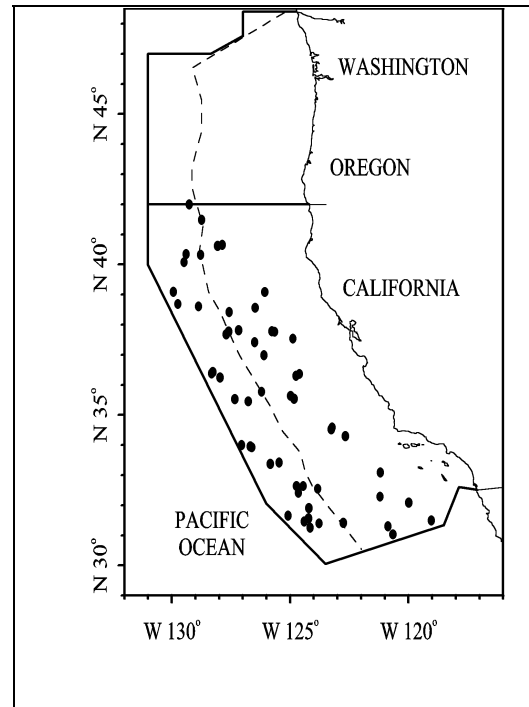 WASHINGTON
N 45°
OREGON
N 40°
CALIFORNIA
N 35°
PACIFIC
OCEAN
N 30°
W 130° W 125° W 120°